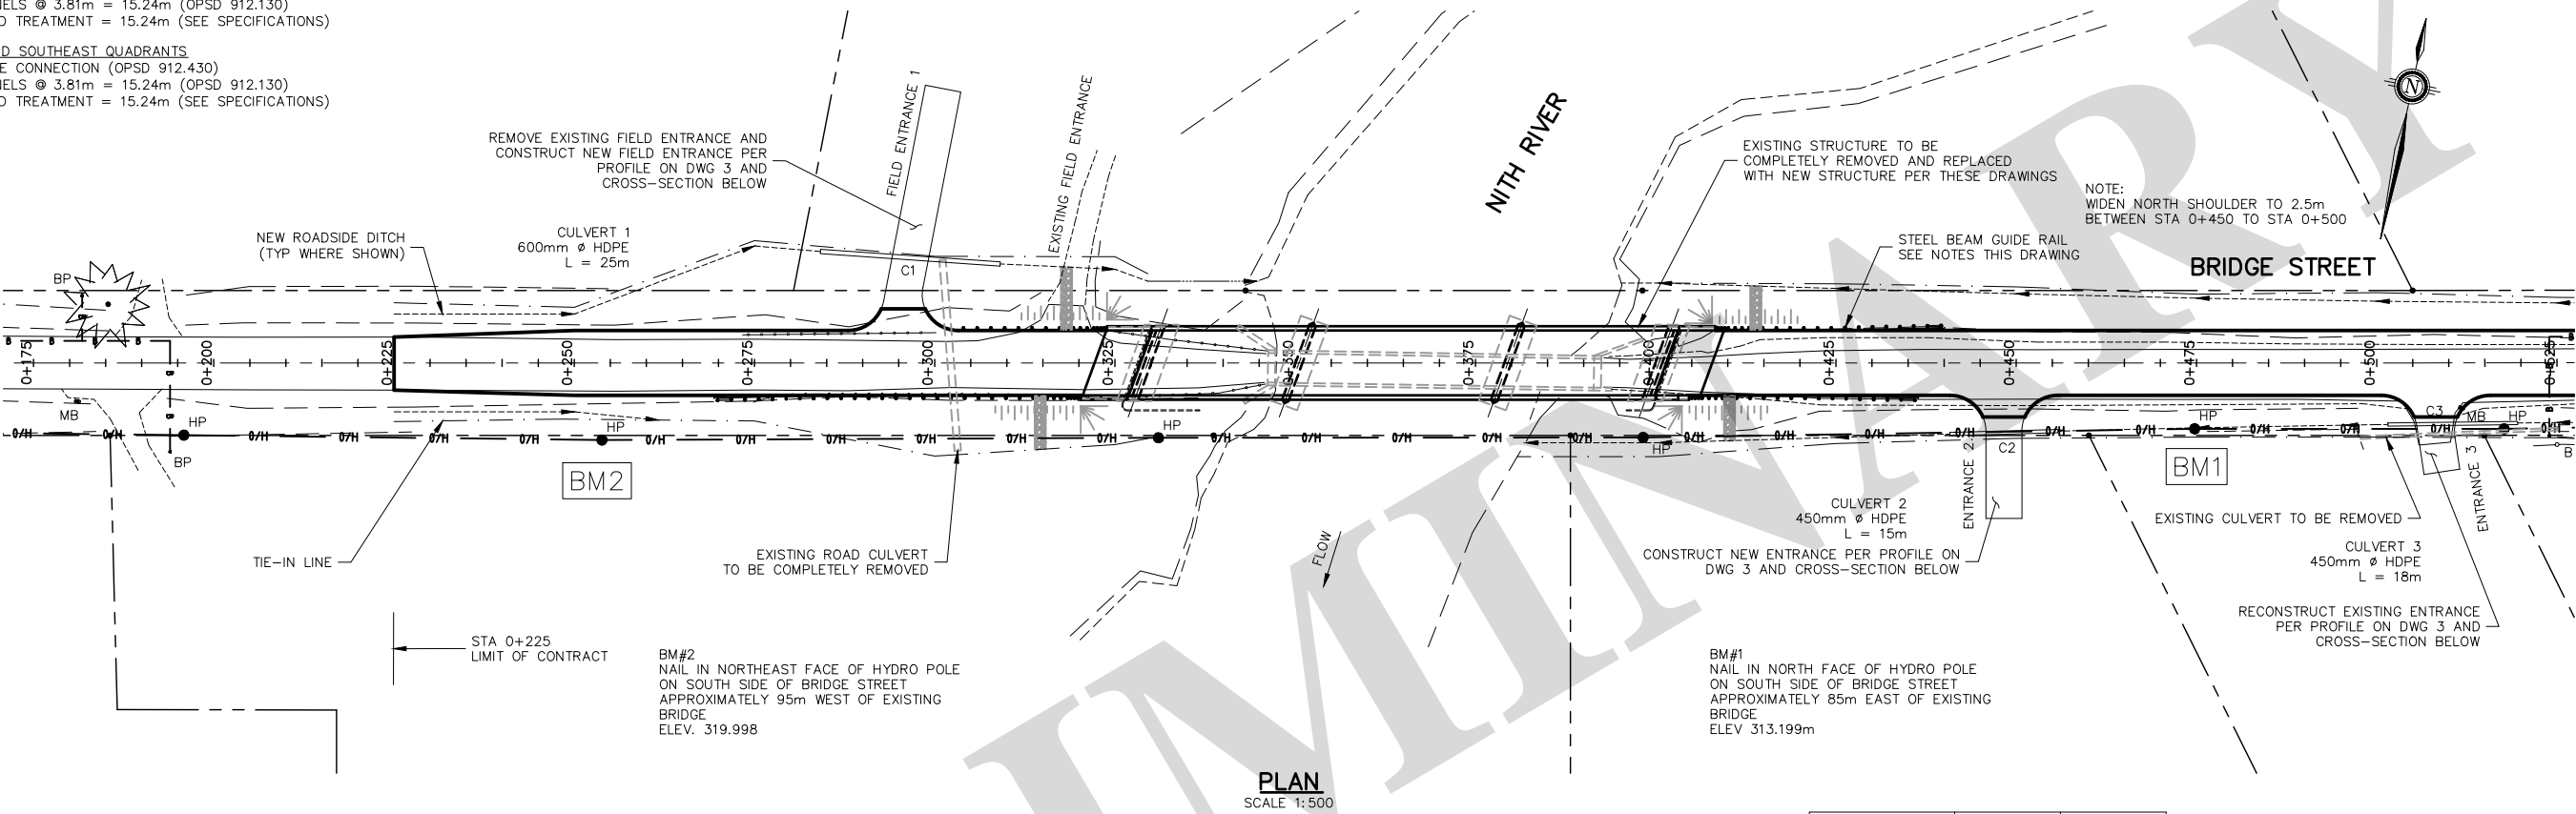 NELS @ 3.81m = 15.24m (OPSD 912.130)
D TREATMENT = 15.24m (SEE SPECIFICATIONS)
D SOUTHEAST QUADRANTS
E CONNECTION (OPSD 912.430)
NELS @ 3.81m = 15.24m (OPSD 912.130)
D TREATMENT = 15.24m (SEE SPECIFICATIONS)
REMOVE EXISTING FIELD ENTRANCE AND
CONSTRUCT NEW FIELD ENTRANCE PER
PROFILE ON DWG 3 AND
CROSS-SECTION BELOW
FIELD ENTRANCE 1
EXISTING FIELD ENTRANCE
NITH RIVER
EXISTING STRUCTURE TO BE
COMPLETELY REMOVED AND REPLACED
WITH NEW STRUCTURE PER THESE DRAWINGS
N
NOTE:
WIDEN NORTH SHOULDER TO 2.5m
BETWEEN STA 0+450 TO STA 0+500
NEW ROADSIDE DITCH
(TYP WHERE SHOWN)
CULVERT 1
600mm ø HDPE
L = 25m
C1
STEEL BEAM GUIDE RAIL
SEE NOTES THIS DRAWING
BRIDGE STREET
BP
B B B B
0+175
0+200
0+225
0+250
0+275
0+300
0+325
0+350
0+375
0+400
0+425
0+450
0+475
0+500
0+525
MB
HP
BP
HP
HP
HP
HP
C3
MB
HP
B
O/H O/H O/H O/H O/H O/H O/H O/H O/H O/H O/H O/H O/H O/H O/H O/H O/H O/H O/H O/H O/H O/H O/H O/H O/H O/H O/H O/H O/H
BM2
ENTRANCE 2
C2
BM1
ENTRANCE 3
TIE-IN LINE
EXISTING ROAD CULVERT
TO BE COMPLETELY REMOVED
FLOW
CULVERT 2
450mm ø HDPE
L = 15m
CONSTRUCT NEW ENTRANCE PER PROFILE ON
DWG 3 AND CROSS-SECTION BELOW
EXISTING CULVERT TO BE REMOVED
CULVERT 3
450mm ø HDPE
L = 18m
RECONSTRUCT EXISTING ENTRANCE
PER PROFILE ON DWG 3 AND
CROSS-SECTION BELOW
STA 0+225
LIMIT OF CONTRACT
BM#2
NAIL IN NORTHEAST FACE OF HYDRO POLE
ON SOUTH SIDE OF BRIDGE STREET
APPROXIMATELY 95m WEST OF EXISTING
BRIDGE
ELEV. 319.998
BM#1
NAIL IN NORTH FACE OF HYDRO POLE
ON SOUTH SIDE OF BRIDGE STREET
APPROXIMATELY 85m EAST OF EXISTING
BRIDGE
ELEV 313.199m
PLAN
SCALE 1:500
IMINARY